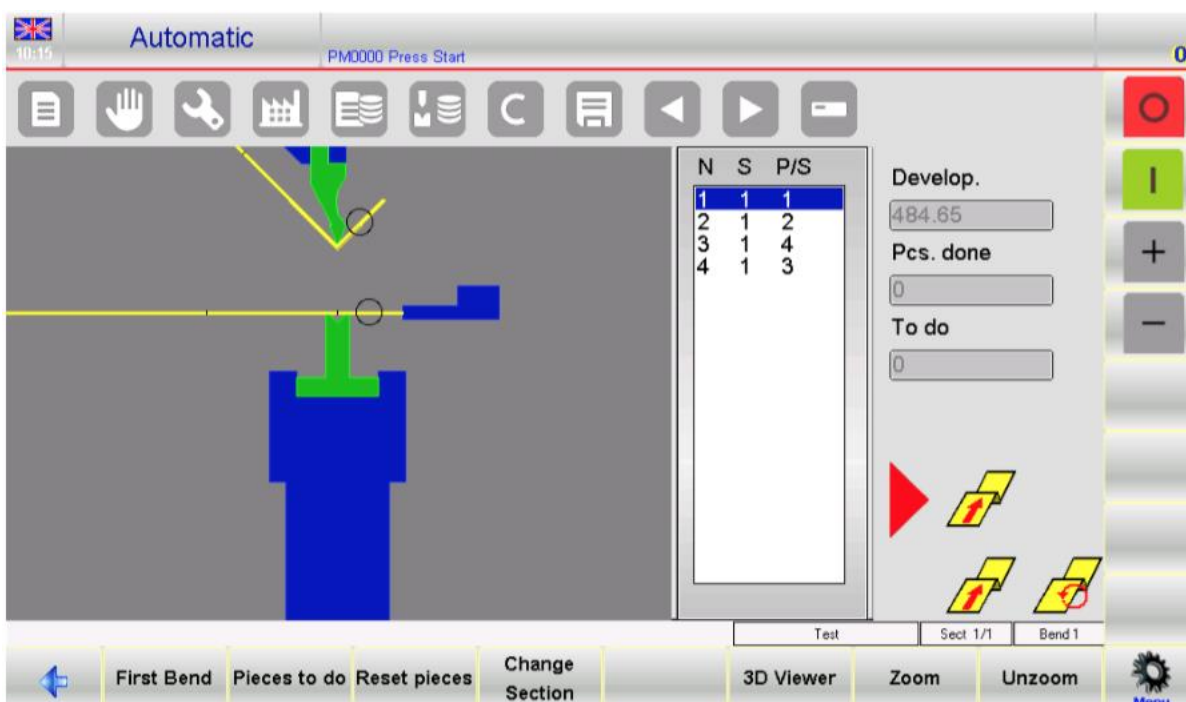 Automatic
10:15
PM0000 Press Start
0
C
N S P/S
1 1 1
2 1 2
3 1 4
4 1 3
Develop.
484.65
Pcs. done
0
To do
0
Test
Sect 1/1
Bend 1
First Bend
Pieces to do
Reset pieces
Change
Section
3D Viewer
Zoom
Unzoom
Menu